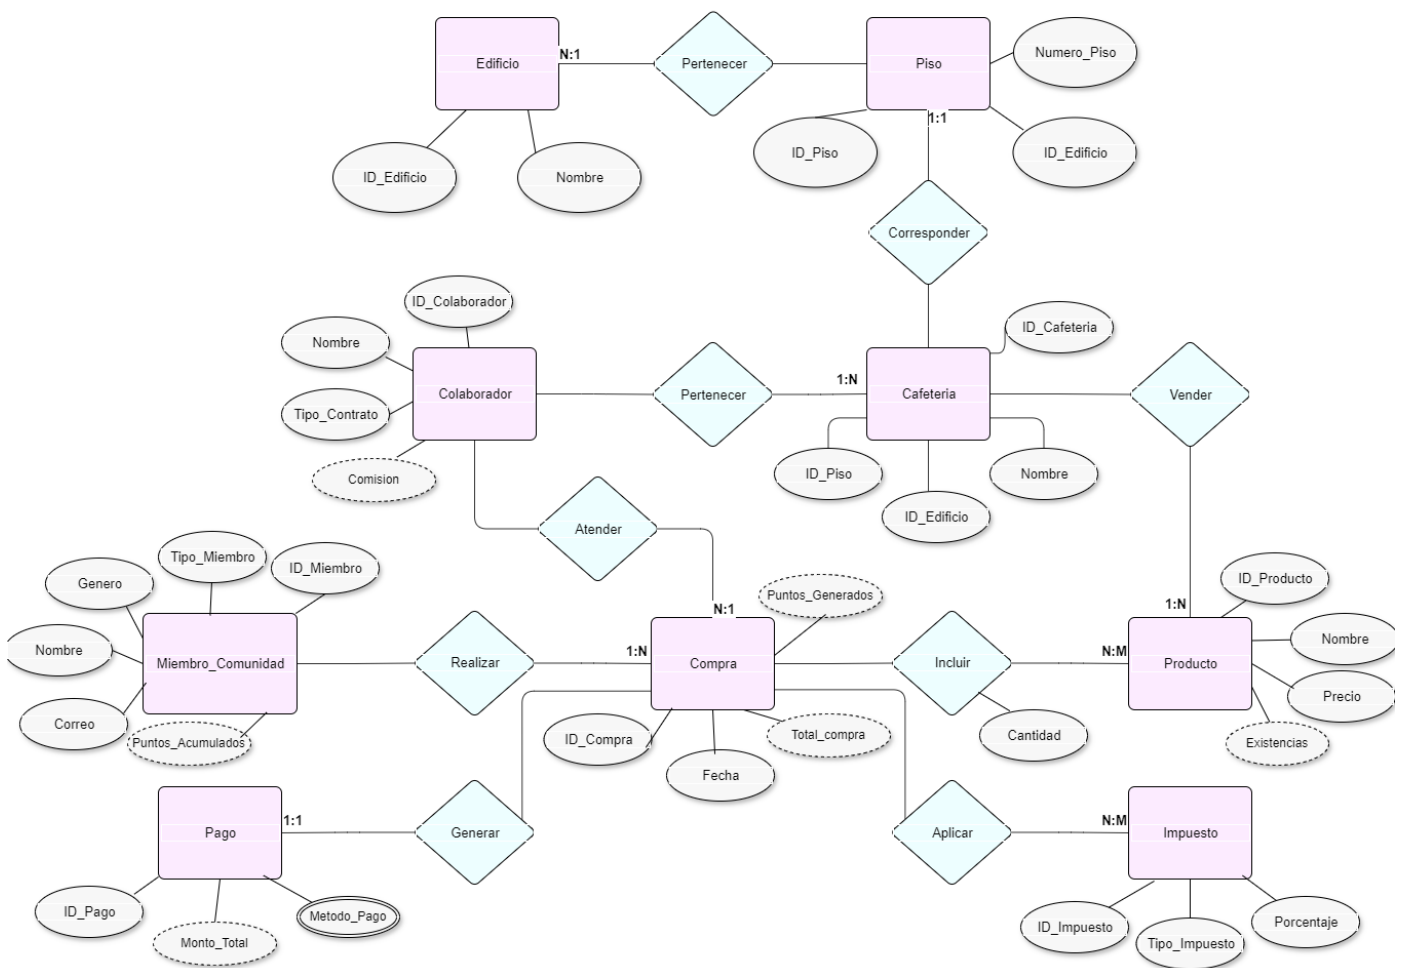 Edificio
N:1
Pertenecer
Piso
Numero_Piso
1:1
ID_Edificio
Nombre
ID_Piso
ID_Edificio
Corresponder
ID_Colaborador
Nombre
Tipo_Contrato
Comision
Colaborador
Pertenecer
1:N
Cafeteria
ID_Cafeteria
Vender
ID_Piso
ID_Edificio
Nombre
Atender
N:1
1:N
Tipo_Miembro
ID_Miembro
Genero
Nombre
Correo
Puntos_Acumulados
Miembro_Comunidad
Realizar
1:N
Compra
Puntos_Generados
Incluir
N:M
Producto
ID_Producto
Nombre
Precio
Existencias
ID_Compra
Fecha
Total_compra
Cantidad
Pago
1:1
Generar
Aplicar
N:M
Impuesto
ID_Pago
Monto_Total
Metodo_Pago
ID_Impuesto
Tipo_Impuesto
Porcentaje